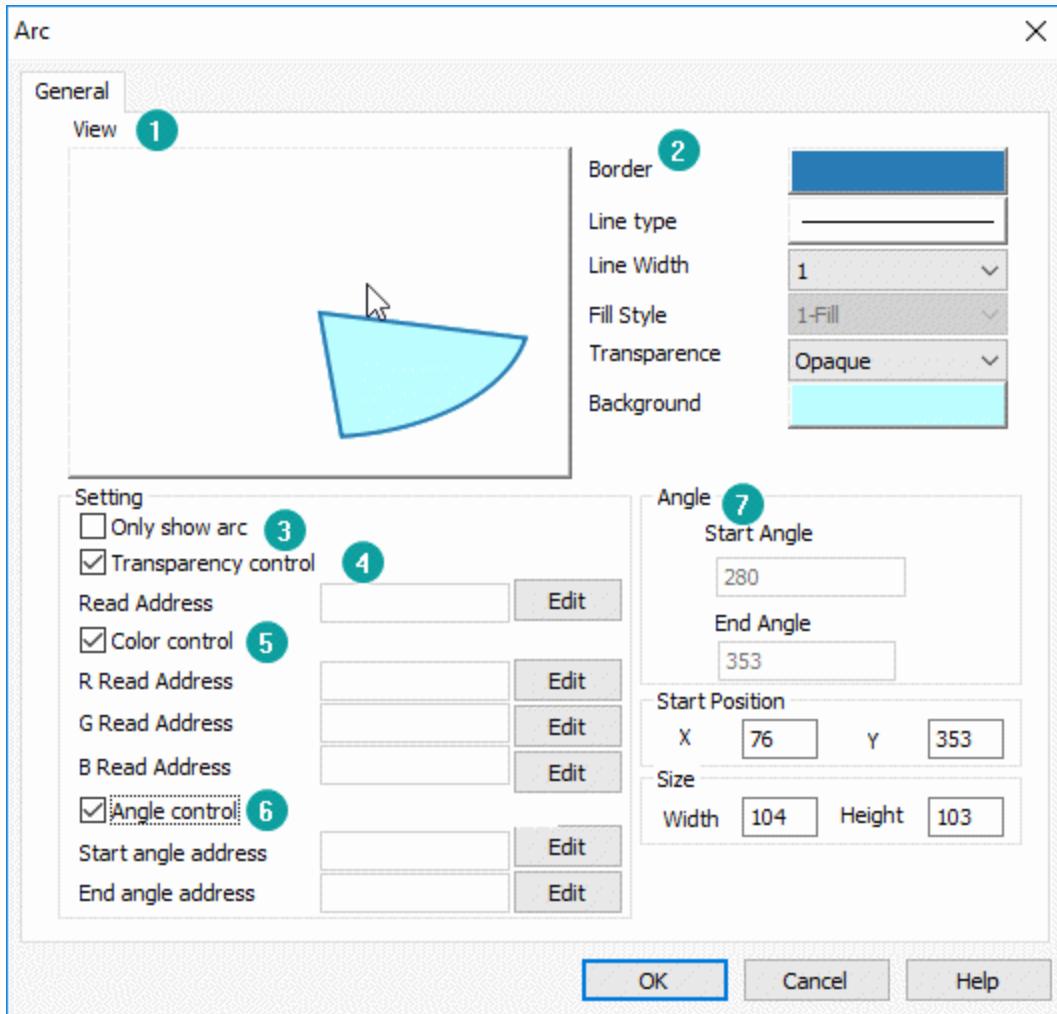 Arc
General
View 1
Border 2
Line type
Line Width 1
Fill Style 1-Fill
Transparence Opaque
Background
Setting
Only show arc 3
Transparency control 4
Read Address Edit
Color control 5
R Read Address Edit
G Read Address Edit
B Read Address Edit
Angle control 6
Start angle address Edit
End angle address Edit
Angle 7
Start Angle
280
End Angle
353
Start Position
X 76 Y 353
Size
Width 104 Height 103
OK Cancel Help